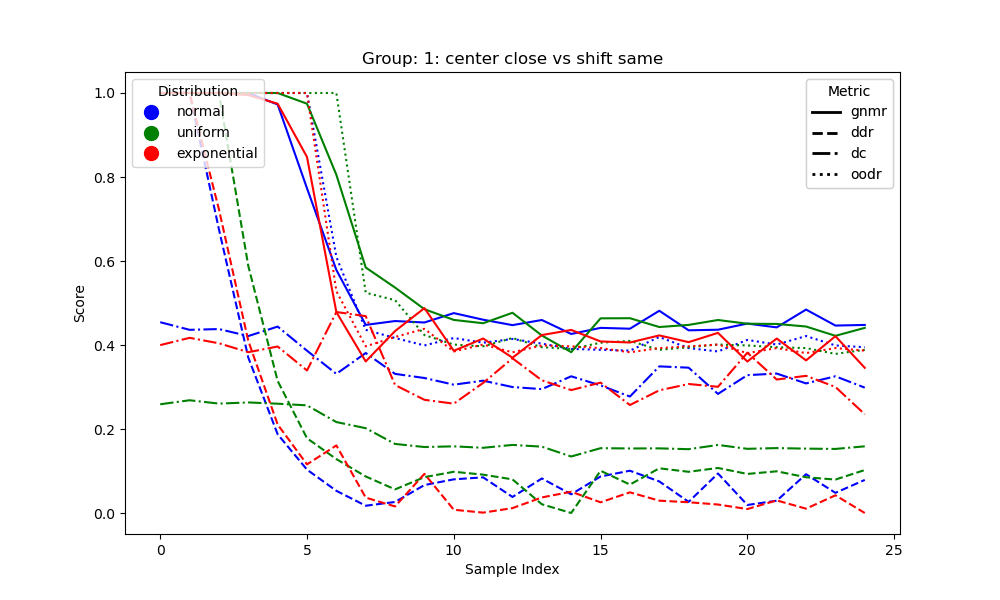 Group: 1: center close vs shift same
Distribution
normal
uniform
exponential
Metric
gnmr
ddr
dc
oodr
Score
1.0
0.8
0.6
0.4
0.2
0.0
0 5 10 15 20 25
Sample Index